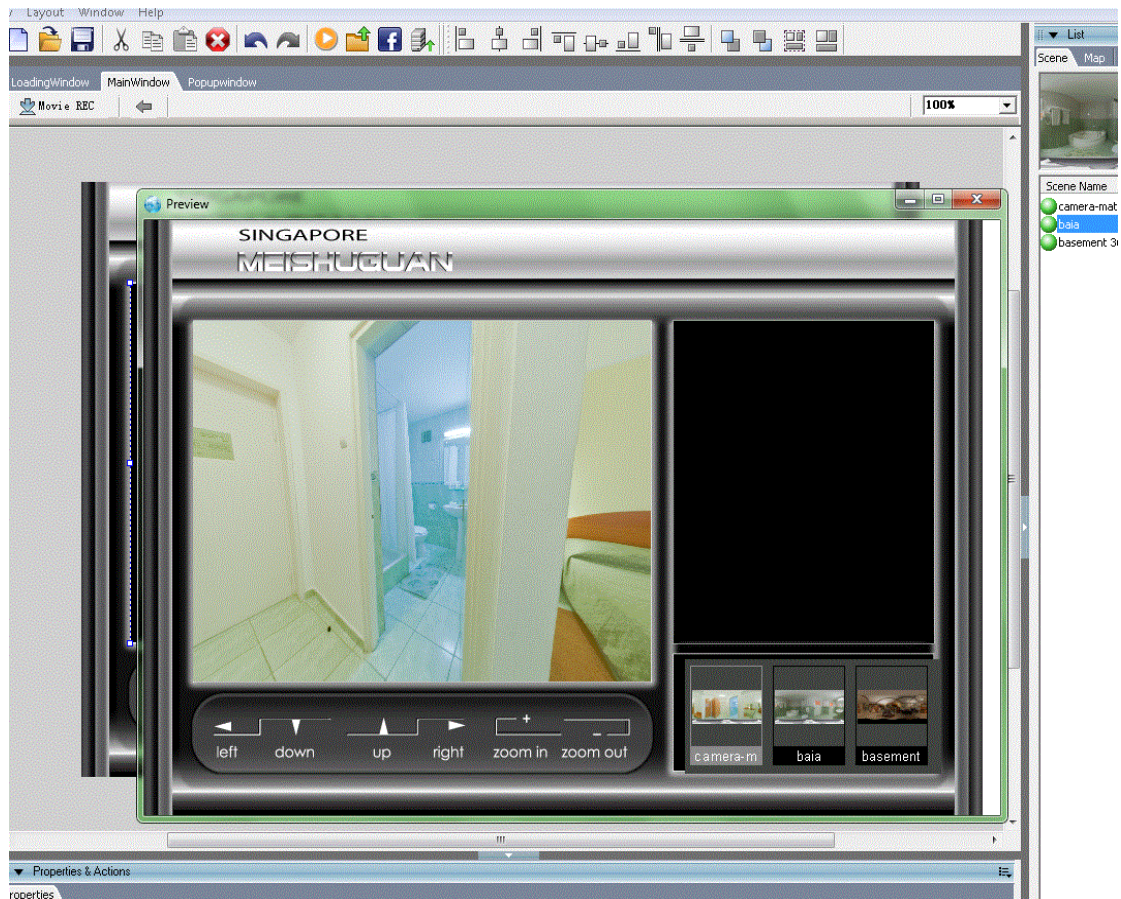 Layout Window Help
List
LoadingWindow MainWindow Popupwindow
Scene Map
Movie REC
100%
Preview
Scene Name
camera-mat
baia
basement 3
SINGAPORE
MEISHUGUAN
left down up right zoom in zoom out
camera-m baia basement
Properties & Actions
roperties